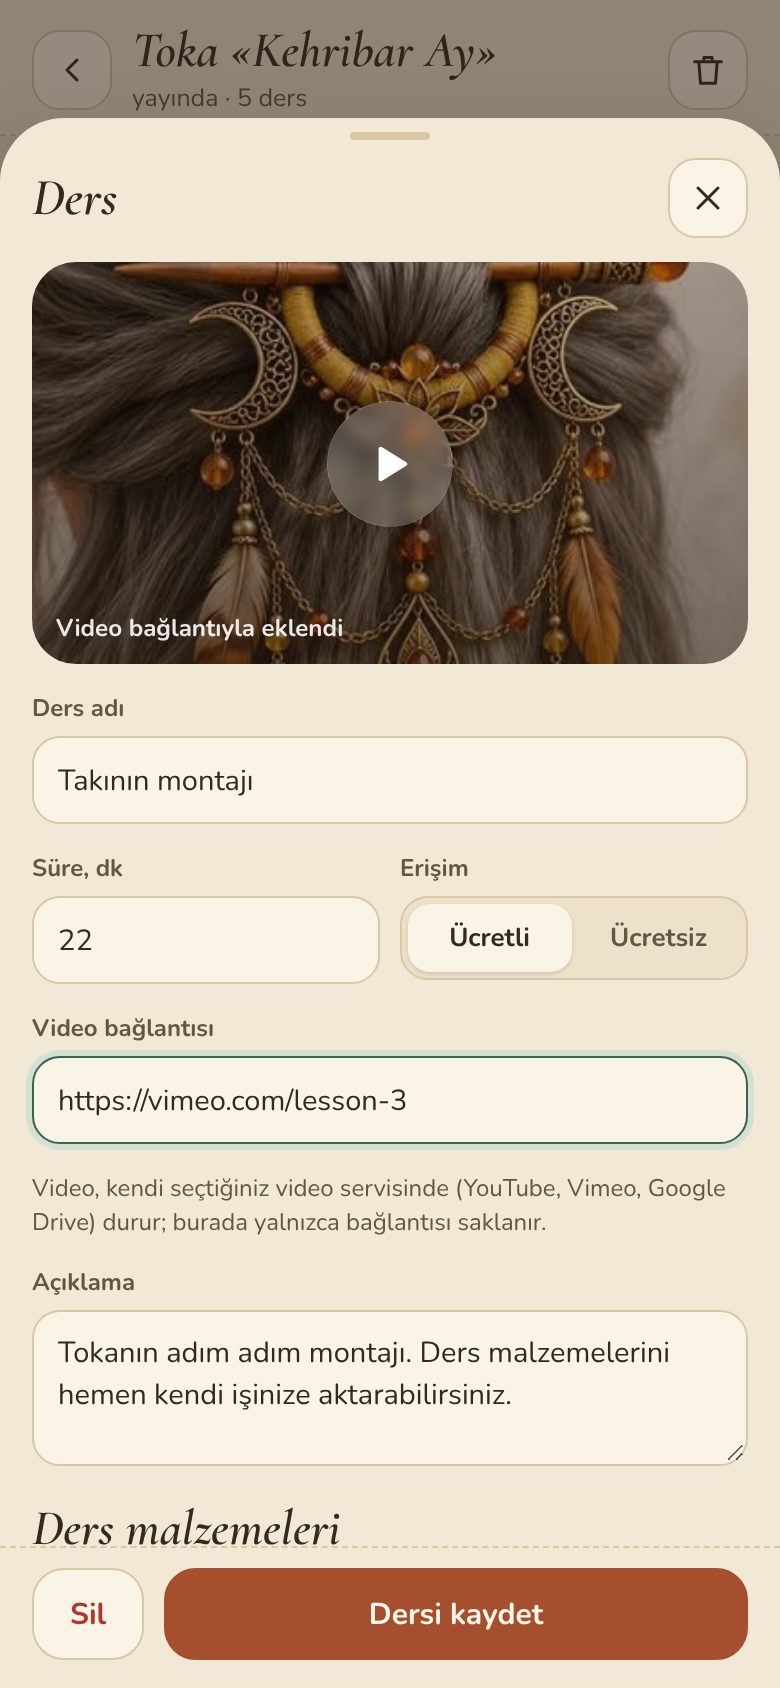 Toka «Kehribar Ay»
yayında · 5 ders
Ders
Video bağlantıyla eklendi
Ders adı
Takının montajı
Süre, dk
Erişim
22
Ücretli
Ücretsiz
Video bağlantısı
https://vimeo.com/lesson-3
Video, kendi seçtiğiniz video servisinde (YouTube, Vimeo, Google
Drive) durur; burada yalnızca bağlantısı saklanır.
Açıklama
Tokanın adım adım montajı. Ders malzemelerini
hemen kendi işinize aktarabilirsiniz.
Ders malzemeleri
Sil
Dersi kaydet